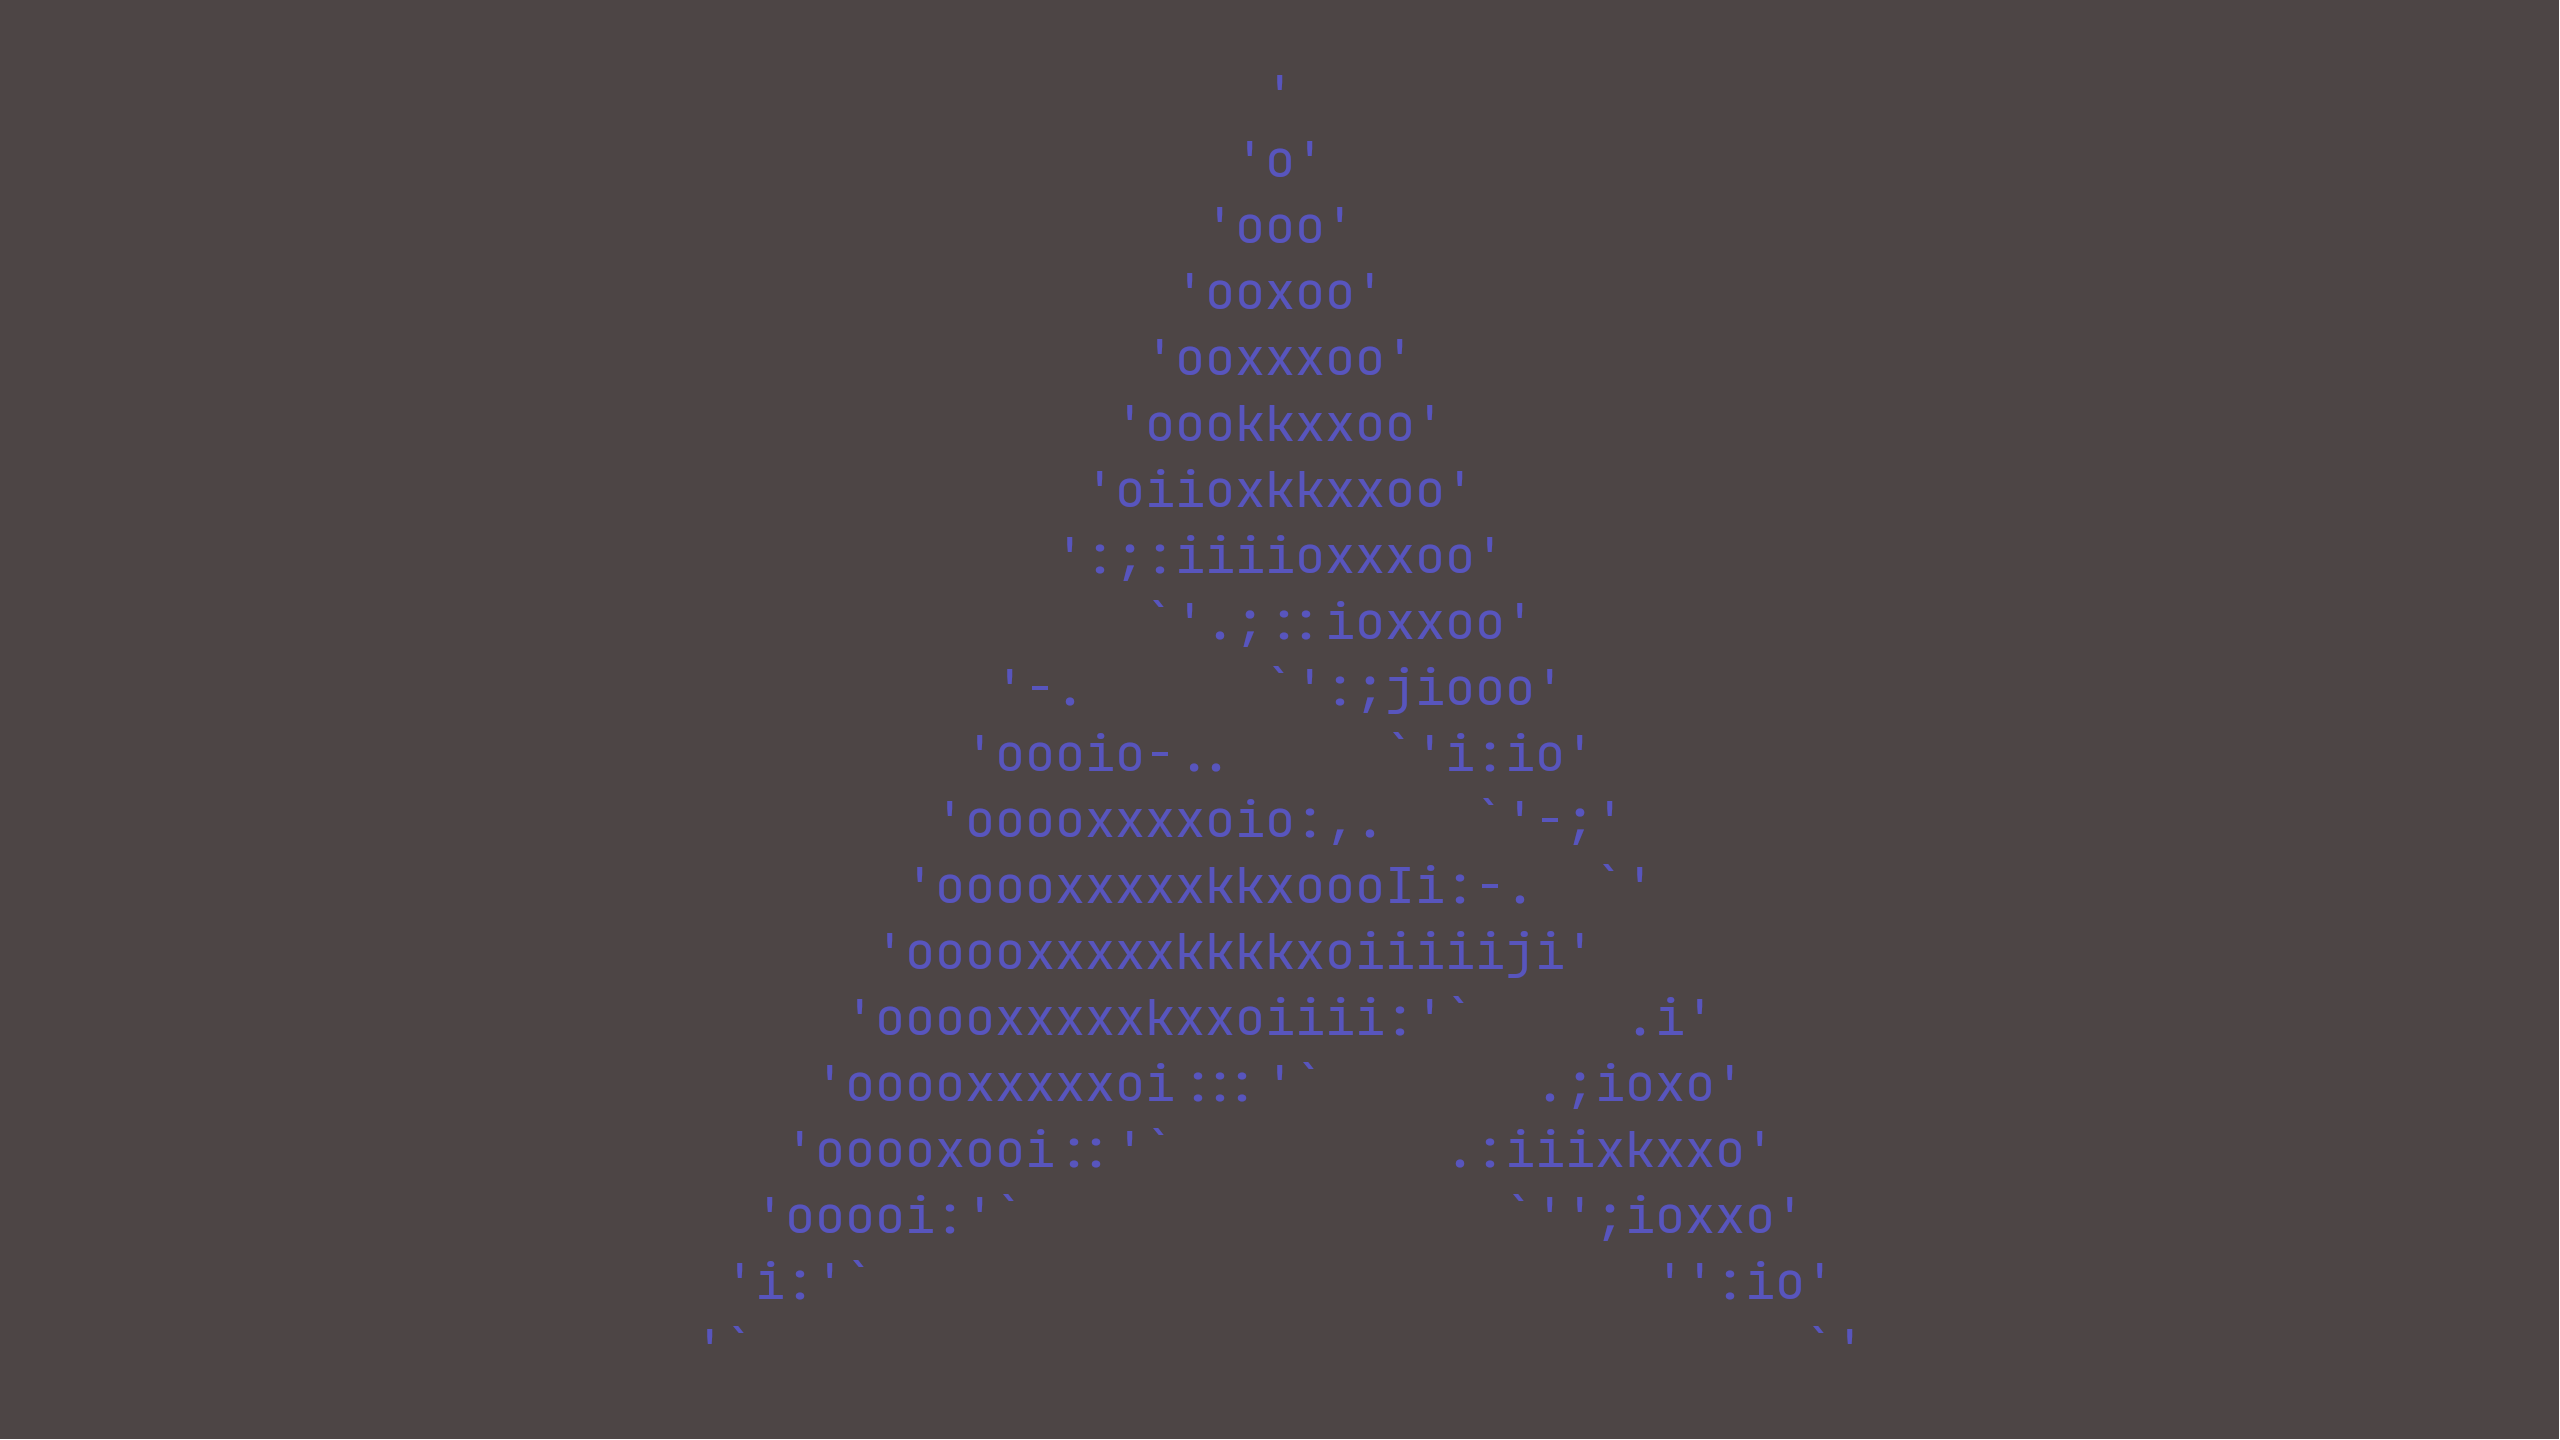 '
'o'
'ooo'
'ooxoo'
'ooxxxoo'
'oookkxxoo'
'oiioxkkxxoo'
':;:iiiioxxxoo'
`'.;::ioxxoo'
'-.      `':;jiooo'
'oooio-..     `'i:io'
'ooooxxxxoio:,.   `'-;'
'ooooxxxxxkkxoooIi:-.  `'
'ooooxxxxxkkkkxoiiiiiji'
'ooooxxxxxkxxoiiii:'`     .i'
'ooooxxxxxoi:::'`       .;ioxo'
'ooooxooi::'`         .:iiixkxxo'
'ooooi:'`                `'';ioxxo'
'i:'`                          '':io'
'`                                   `'